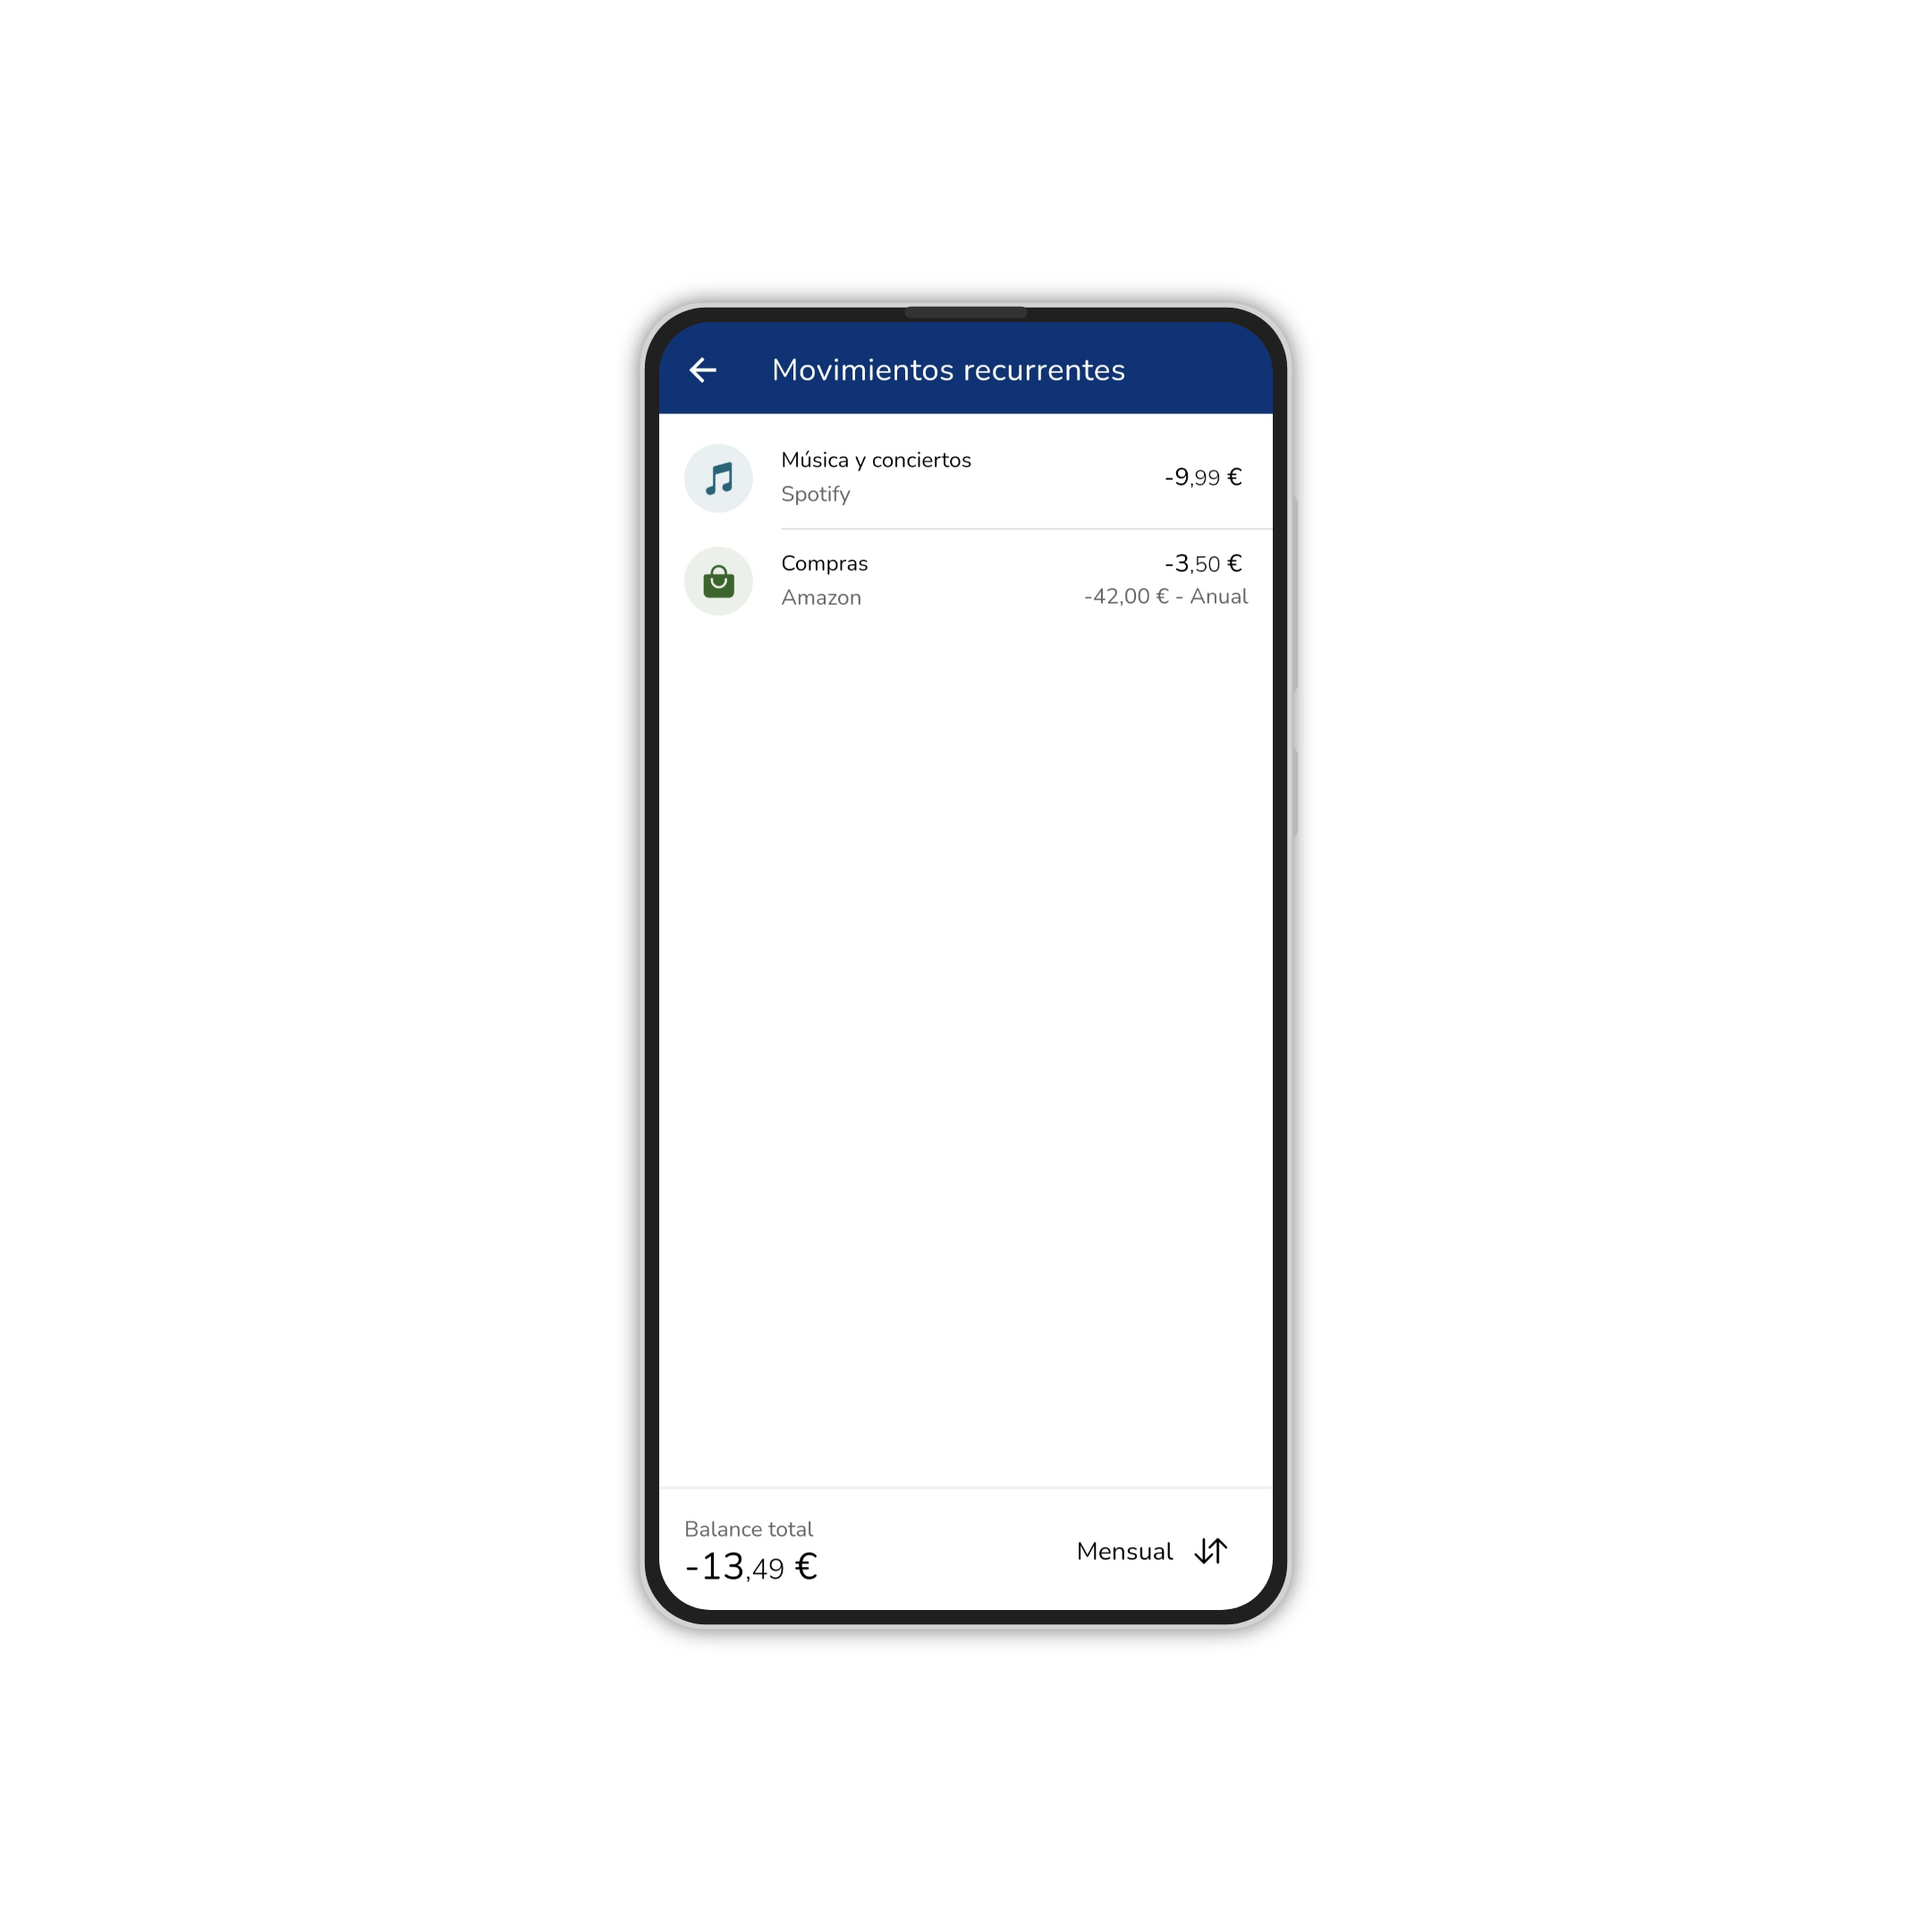 Movimientos recurrentes
Música y conciertos
Spotify
-9,99 €
Compras
Amazon
-3,50 €
-42,00 € - Anual
Balance total
-13,49 €
Mensual